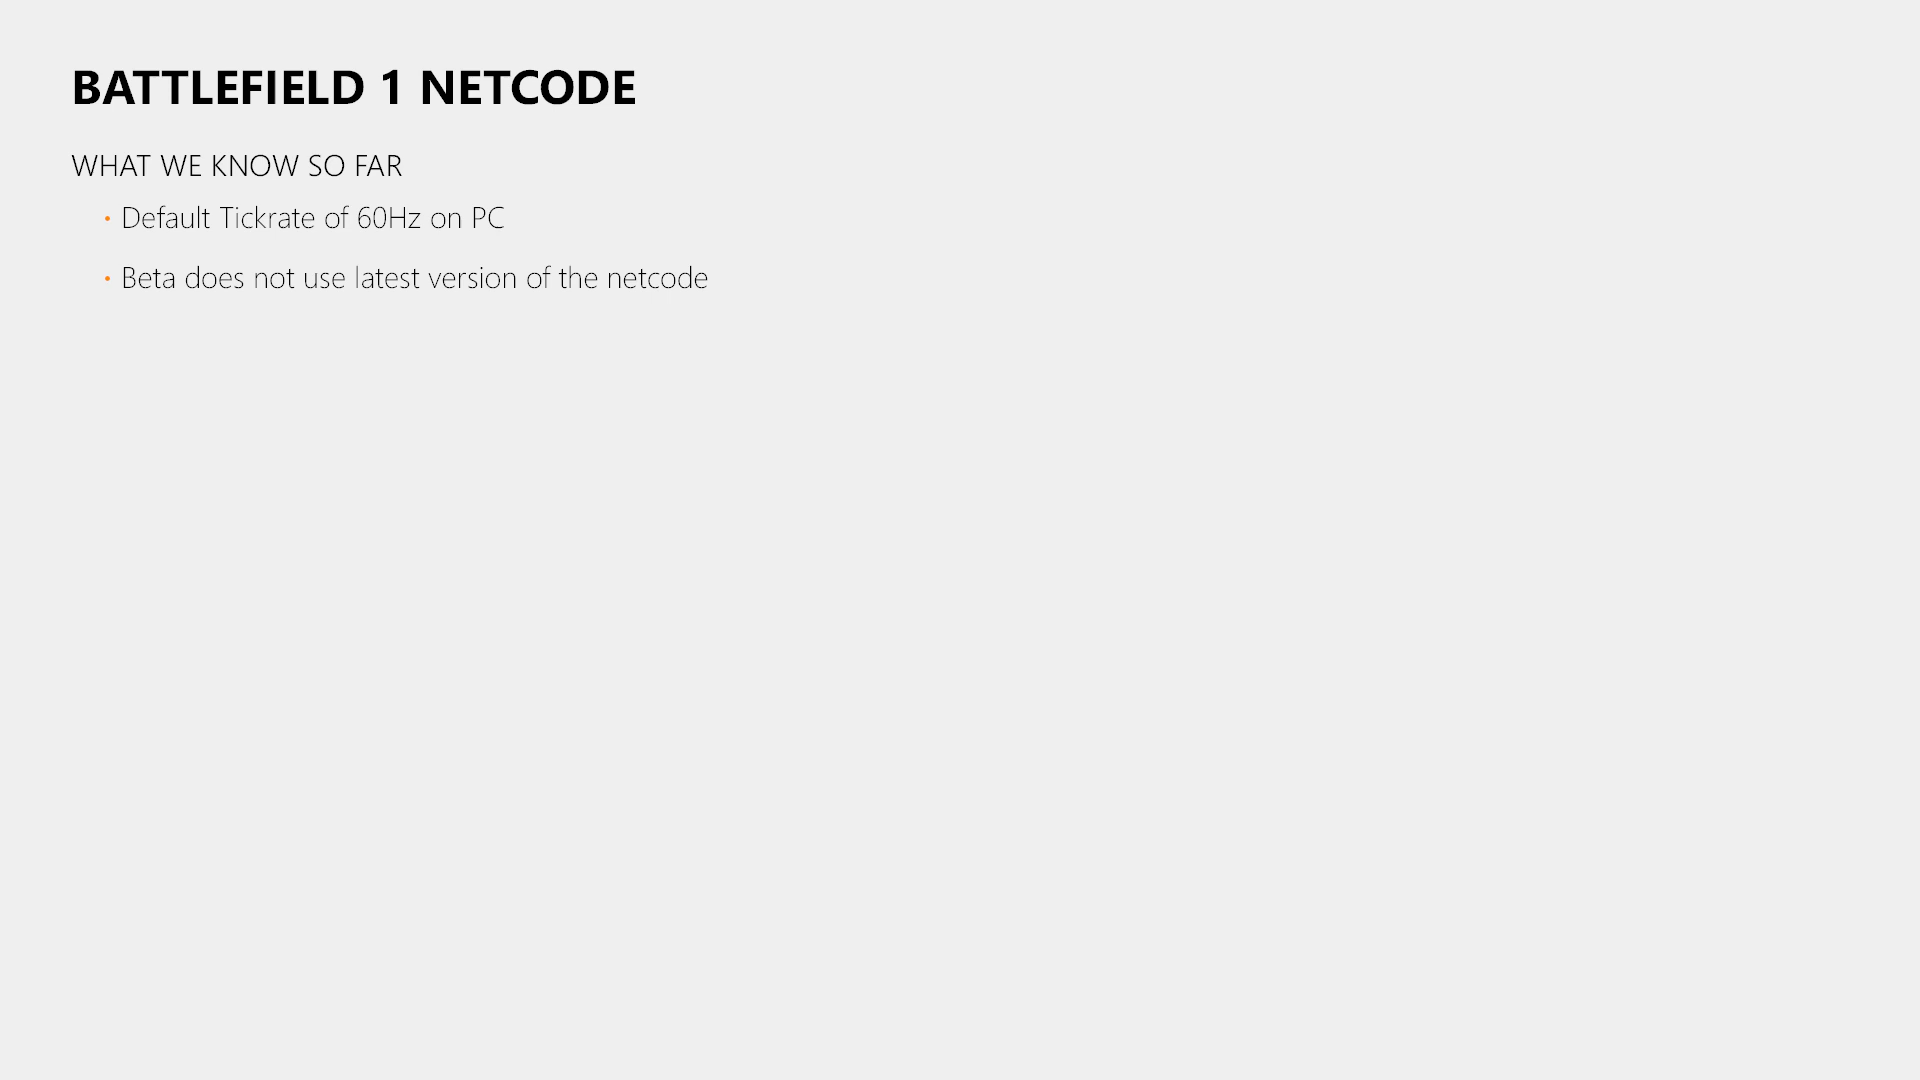 BATTLEFIELD 1 NETCODE
WHAT WE KNOW SO FAR
• Default Tickrate of 60Hz on PC
• Beta does not use latest version of the netcode